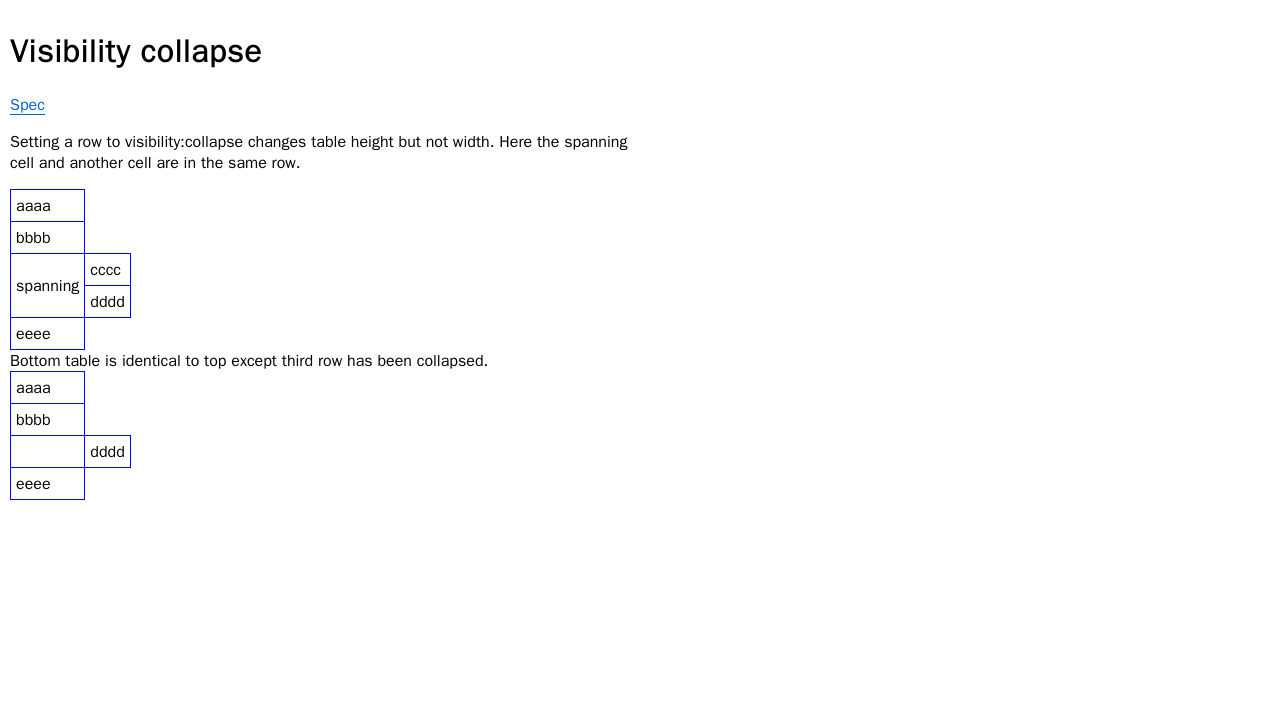 Visibility collapse
Spec
Setting a row to visibility:collapse changes table height but not width. Here the spanning
cell and another cell are in the same row.
aaaa
bbbb
spanning cccc
dddd
eeee
Bottom table is identical to top except third row has been collapsed.
aaaa
bbbb
dddd
eeee